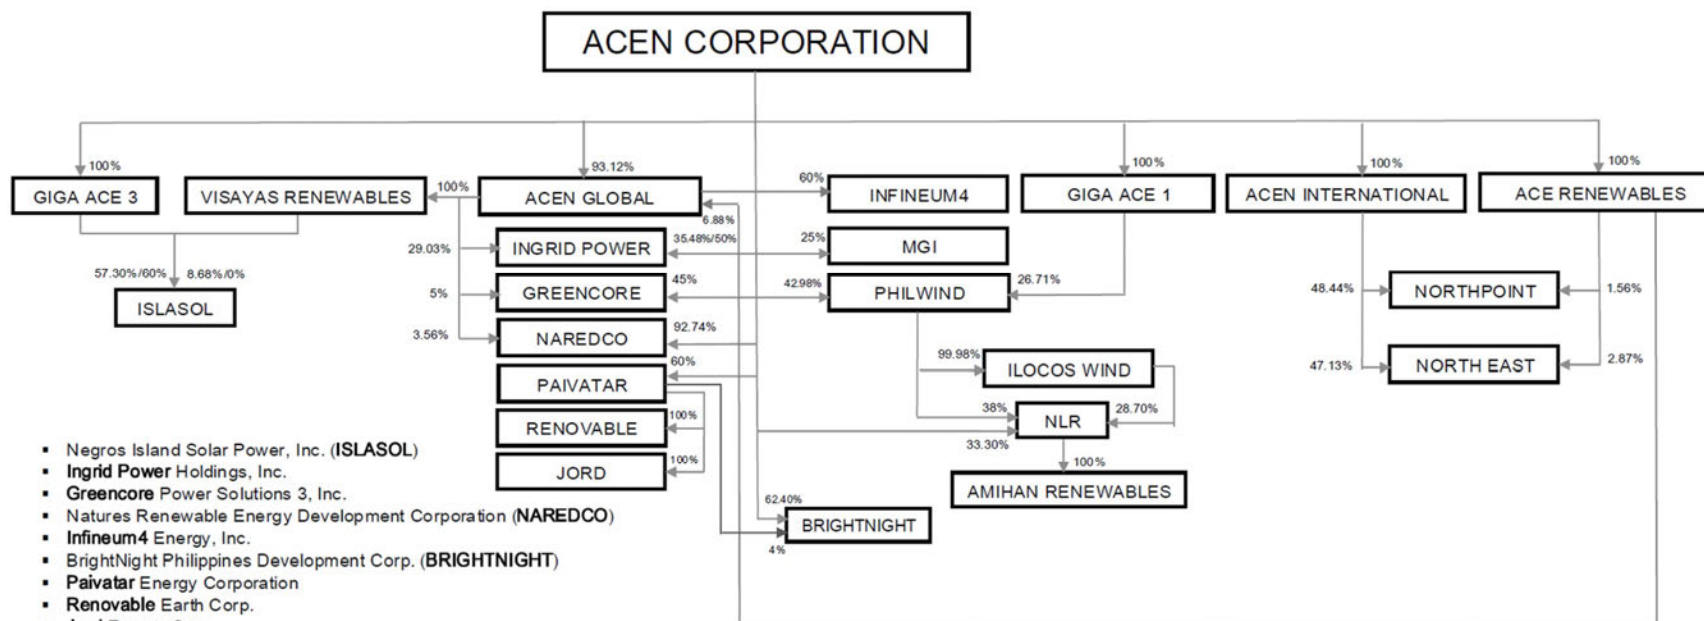 ACEN CORPORATION
100%
93.12%
100%
100%
100%
GIGA ACE 3
VISAYAS RENEWABLES
100%
ACEN GLOBAL
60%
INFINEUM4
GIGA ACE 1
ACEN INTERNATIONAL
ACE RENEWABLES
6.88%
29.03%
INGRID POWER
35.48%/50%
25%
MGI
57.30%/60%
8.68%/0%
5%
GREENCORE
45%
42.98%
PHILWIND
26.71%
48.44%
NORTHPOINT
1.56%
ISLASOL
3.56%
NAREDCO
92.74%
60%
99.98%
ILOCOS WIND
47.13%
NORTH EAST
2.87%
PAIVATAR
100%
RENOVABLE
38%
NLR
28.70%
33.30%
100%
JORD
100%
AMIHAN RENEWABLES
62.40%
BRIGHTNIGHT
4%
▪ Negros Island Solar Power, Inc. (ISLASOL)
▪ Ingrid Power Holdings, Inc.
▪ Greencore Power Solutions 3, Inc.
▪ Natures Renewable Energy Development Corporation (NAREDCO)
▪ Infineum4 Energy, Inc.
▪ BrightNight Philippines Development Corp. (BRIGHTNIGHT)
▪ Paivatar Energy Corporation
▪ Renovable Earth Corp.